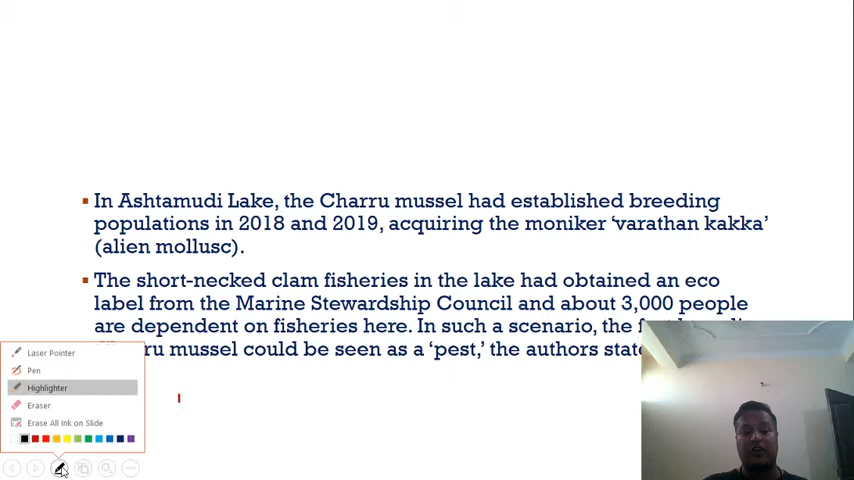 In Ashtamudi Lake, the Charru mussel had established breeding
populations in 2018 and 2019, acquiring the moniker ‘varathan kakka’
(alien mollusc).
The short-necked clam fisheries in the lake had obtained an eco
label from the Marine Stewardship Council and about 3,000 people
are dependent on fisheries here. In such a scenario, the
mussel could be seen as a ‘pest,’ the authors state
Laser Pointer
Pen
Highlighter
Eraser
Erase All Ink on Slide